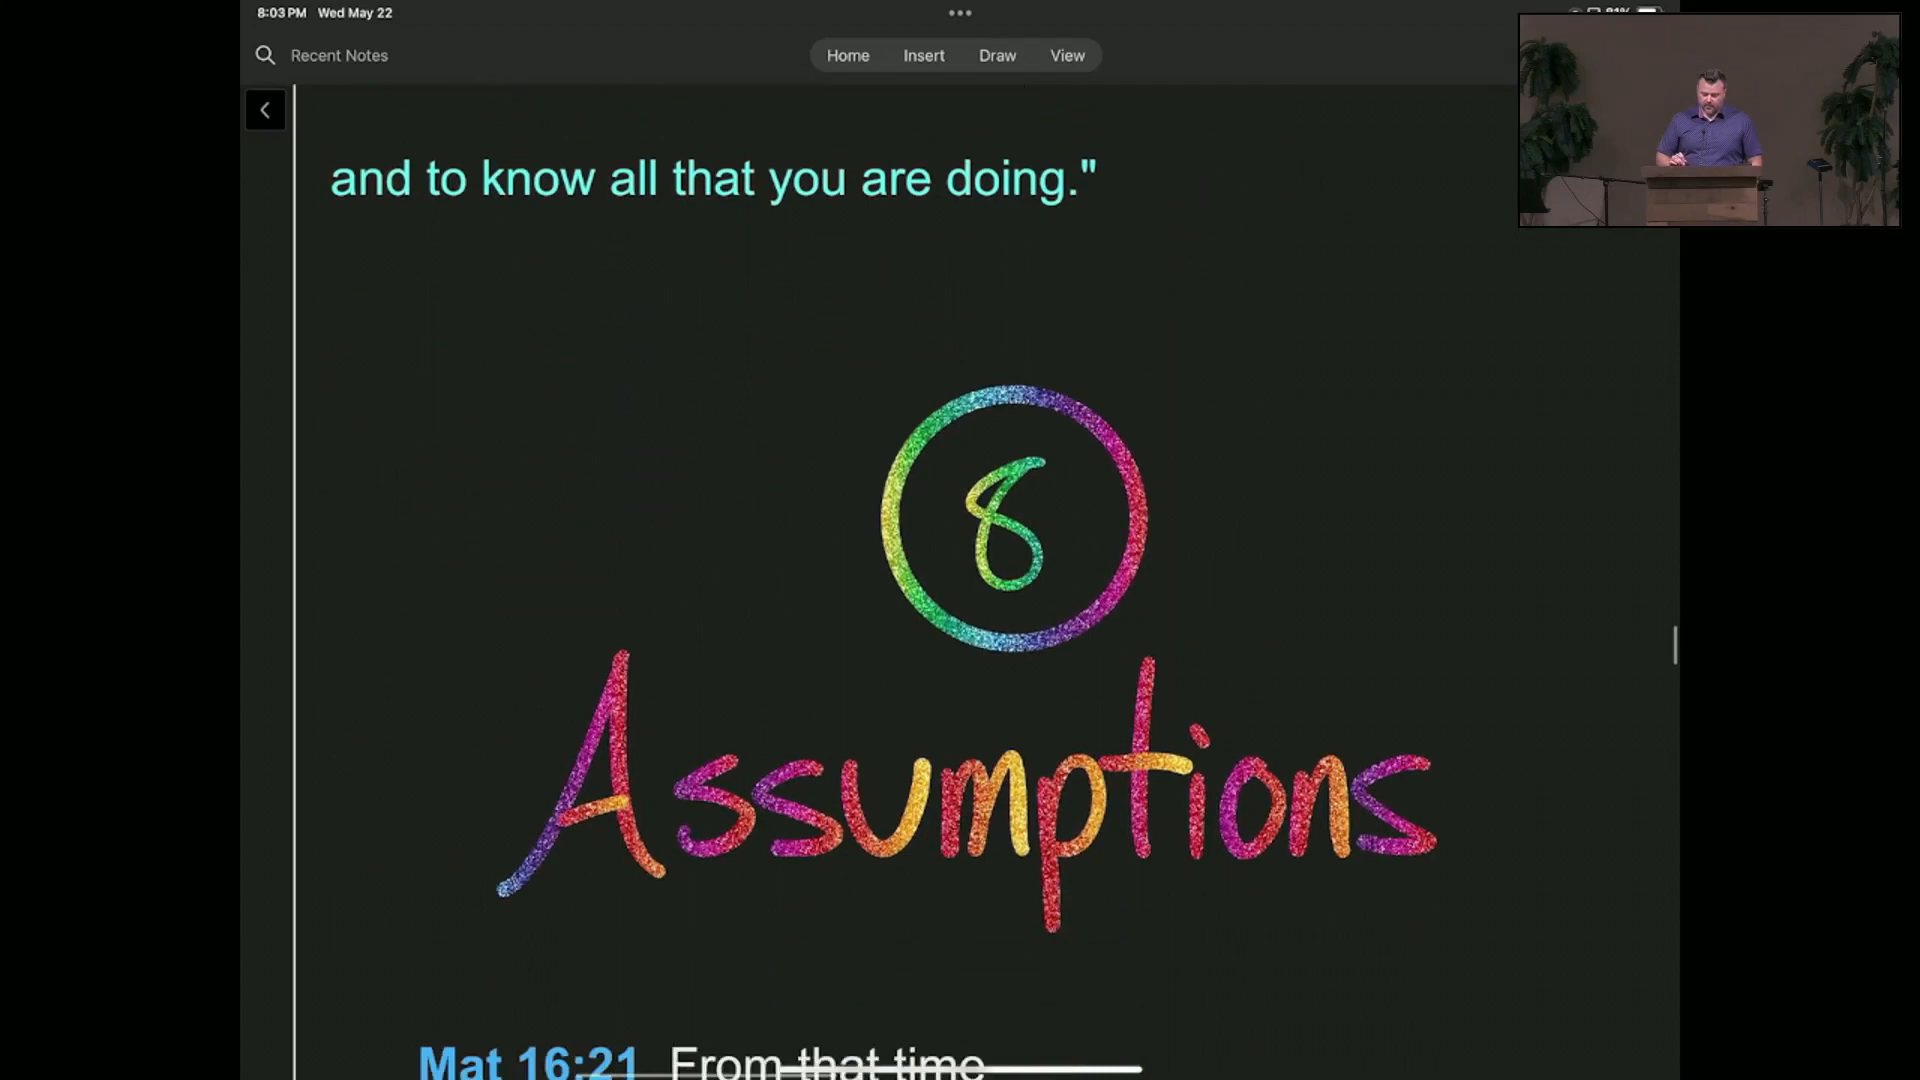 8:03 PM Wed May 22
81%
Recent Notes
Home Insert Draw View
and to know all that you are doing."
8
Assumptions
Mat 16:21 From that time